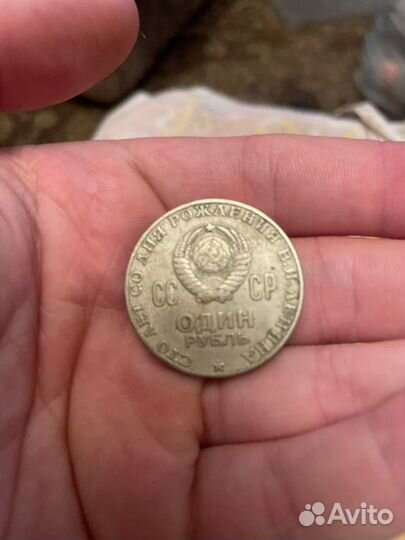 СТО ЛЕТ СО ДНЯ РОЖДЕНИЯ В.И.ЛЕНИНА
СС СР
ОДИН
РУБЛЬ
Avito